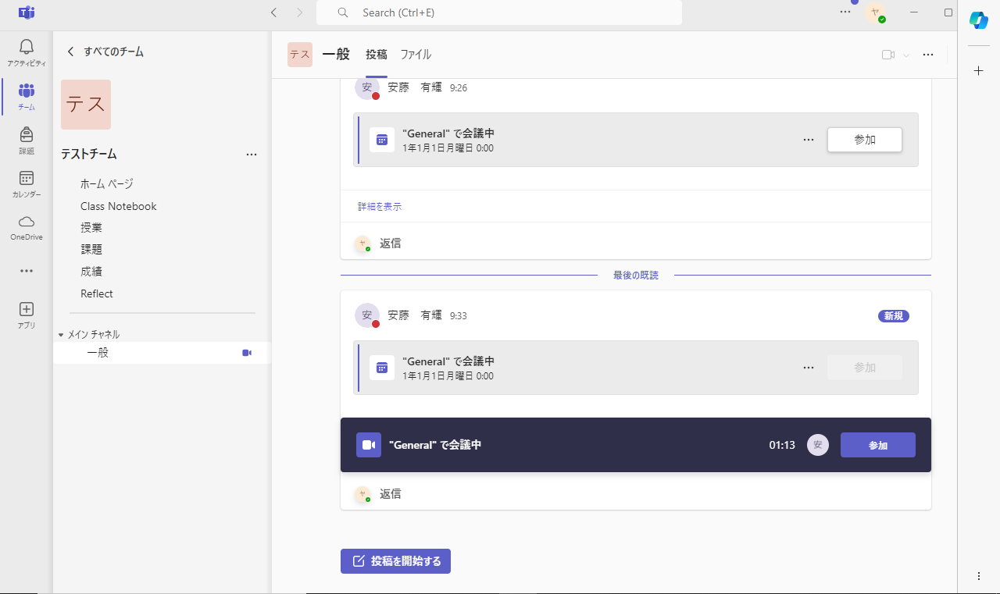 Search (Ctrl+E)
ヤ
アクティビティ
チーム
課題
カレンダー
OneDrive
アプリ
すべてのチーム
テス
テストチーム
ホーム ページ
Class Notebook
授業
課題
成績
Reflect
メイン チャネル
一般
テス 一般 投稿 ファイル
安 安藤 有輝 9:26
"General" で会議中
1年1月1日月曜日 0:00
参加
詳細を表示
ヤ 返信
最後の既読
安 安藤 有輝 9:33 新規
"General" で会議中
1年1月1日月曜日 0:00
参加
"General" で会議中 01:13 安 参加
ヤ 返信
投稿を開始する